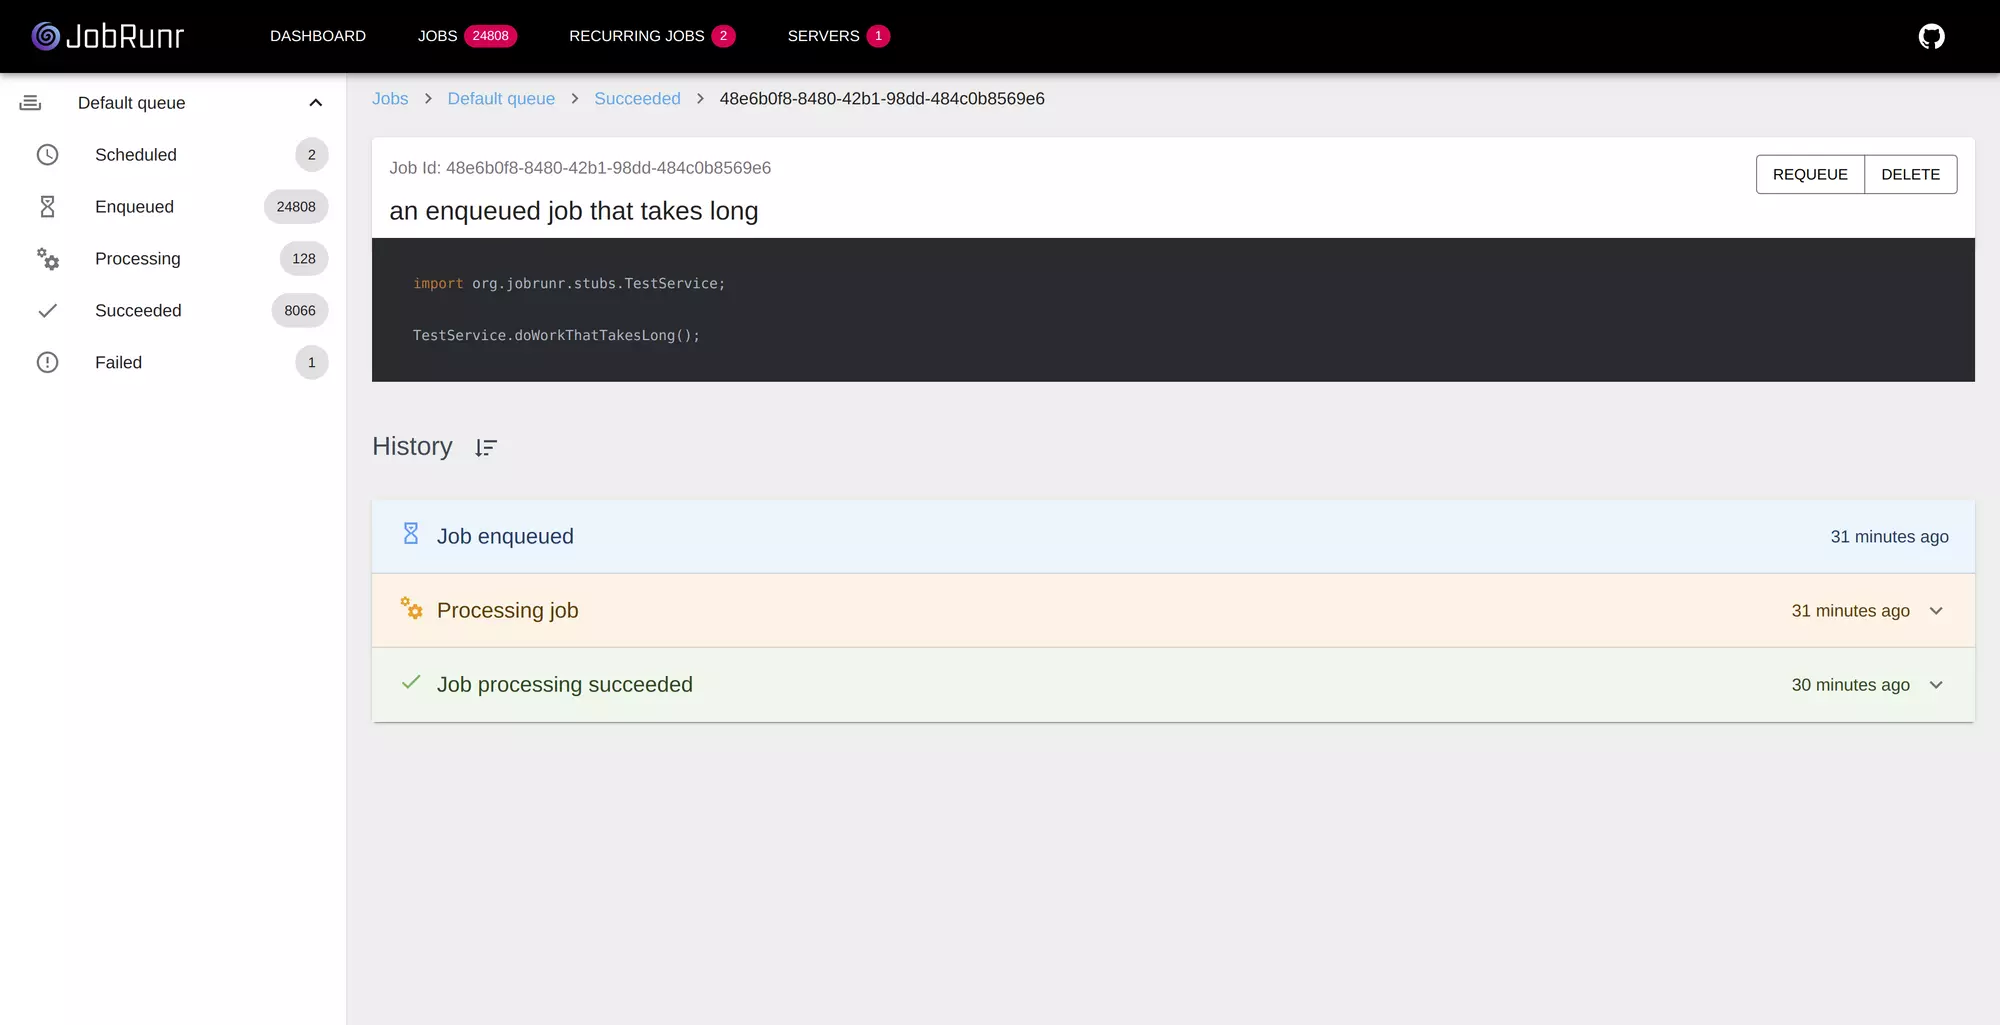 JobRunr DASHBOARD JOBS 24808 RECURRING JOBS 2 SERVERS 1
Default queue
Scheduled 2
Enqueued 24808
Processing 128
Succeeded 8066
Failed 1
Jobs > Default queue > Succeeded > 48e6b0f8-8480-42b1-98dd-484c0b8569e6
Job Id: 48e6b0f8-8480-42b1-98dd-484c0b8569e6
REQUEUE DELETE
an enqueued job that takes long
import org.jobrunr.stubs.TestService;
TestService.doWorkThatTakesLong();
History
Job enqueued 31 minutes ago
Processing job 31 minutes ago
Job processing succeeded 30 minutes ago